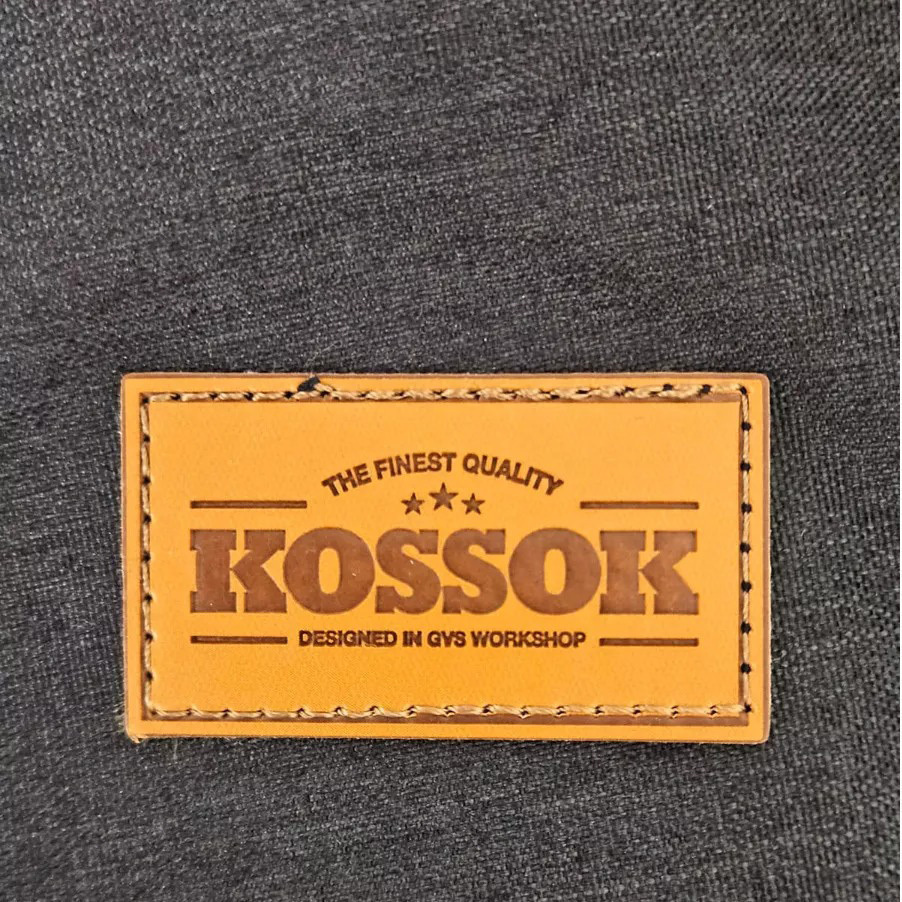 THE FINEST QUALITY
KOSSOK
DESIGNED IN GVS WORKSHOP